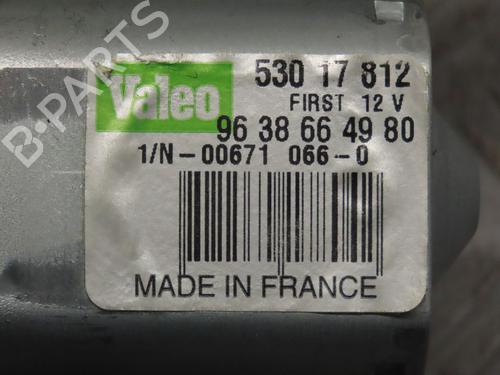 B-PARTS
Valeo
530 17 812
FIRST 12 V
96 38 66 49 80
1/N-00671 066-0
MADE IN FRANCE